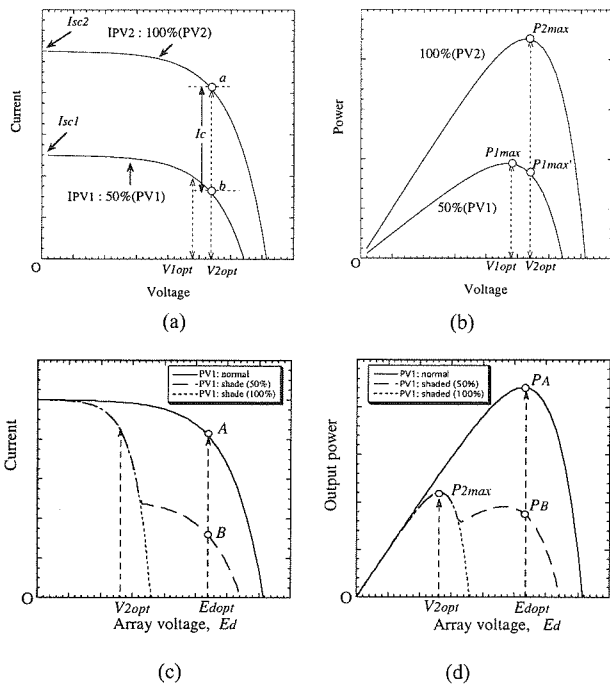 Isc2
IPV2 : 100%(PV2)
a
Isc1
Ic
b
IPV1 : 50%(PV1)
Current
O
V1opt
V2opt
Voltage
(a)
P2max
100%(PV2)
P1max
P1max'
50%(PV1)
Power
O
V1opt
V2opt
Voltage
(b)
PV1: normal
PV1: shade (50%)
PV1: shade (100%)
A
B
Current
O
V2opt
Edopt
Array voltage, Ed
(c)
PV1: normal
PV1: shaded (50%)
PV1: shaded (100%)
PA
P2max
PB
Output power
O
V2opt
Edopt
Array voltage, Ed
(d)